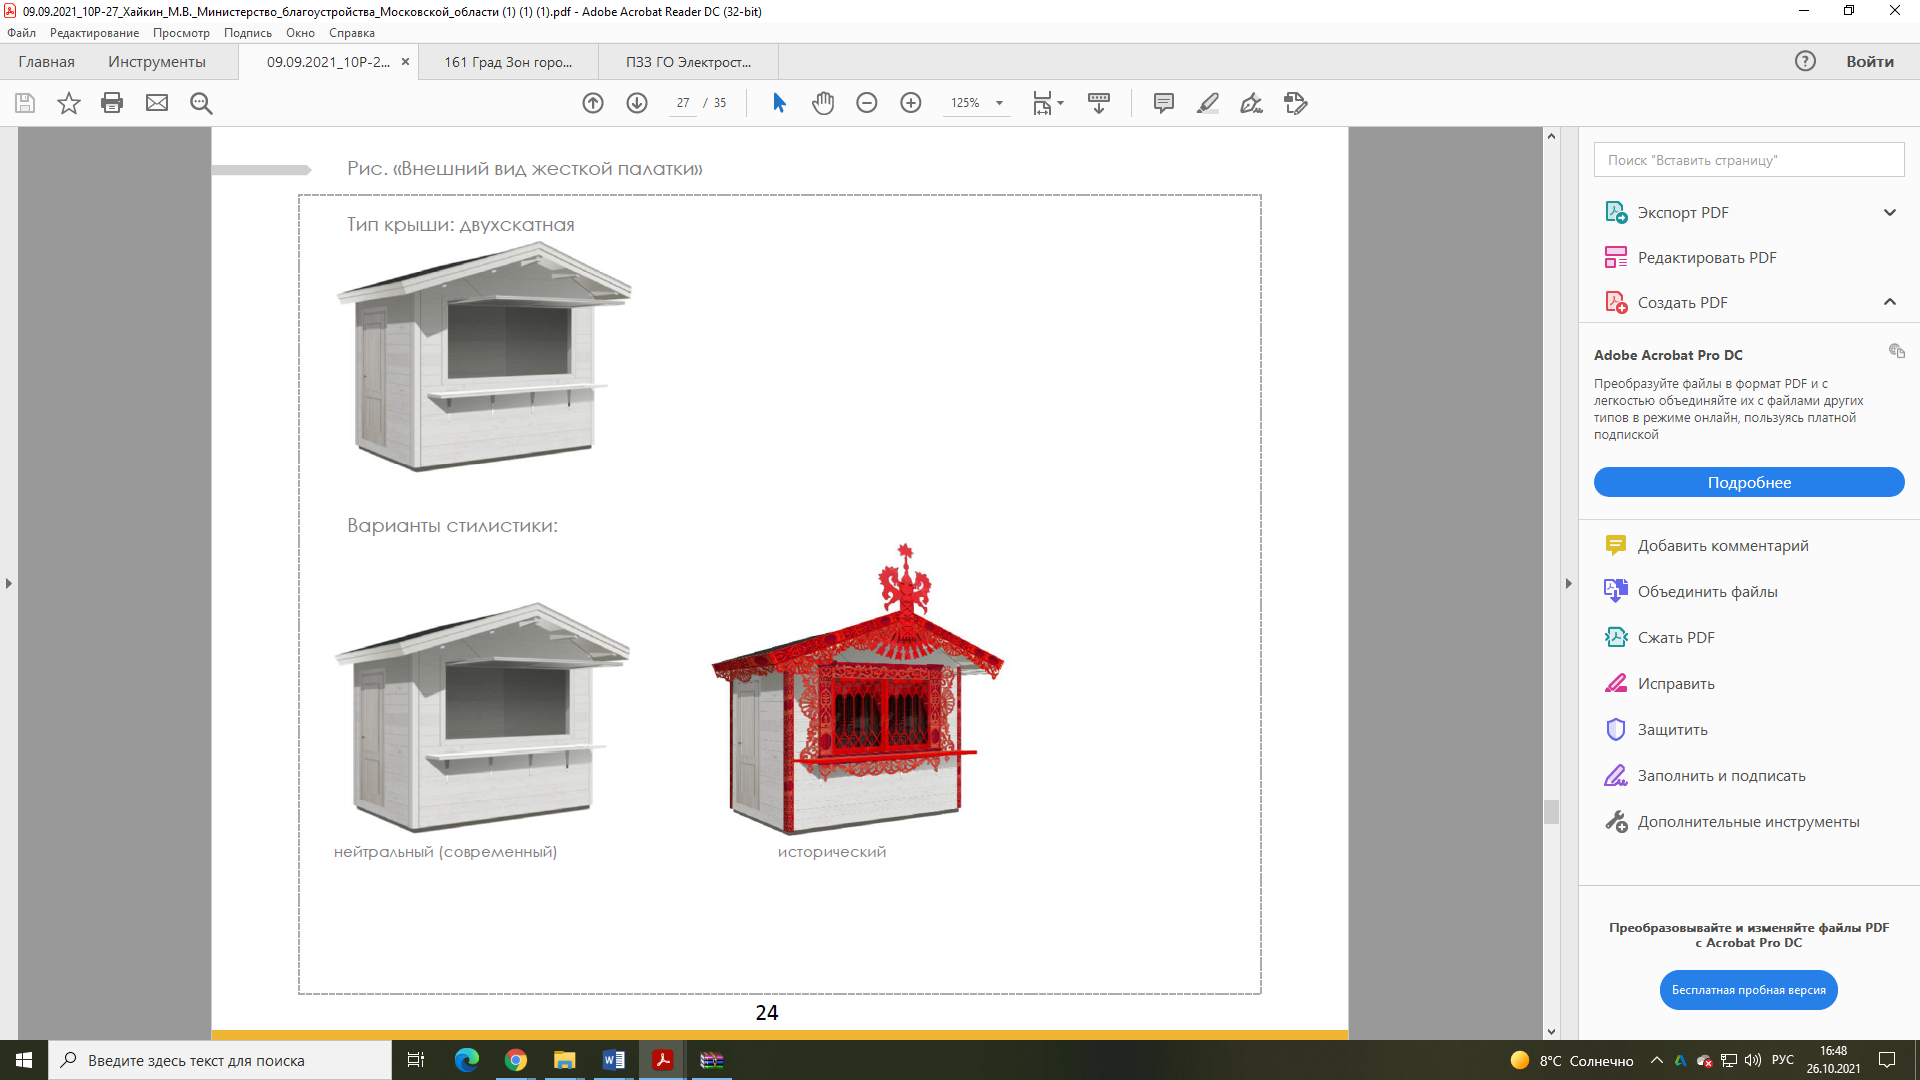 09.09.2021_10Р-27_Хайкин_М.В._Министерство_благоустройства_Московской_области (1) (1) (1).pdf - Adobe Acrobat Reader DC (32-bit)
Файл Редактирование Просмотр Подпись Окно Справка
Главная Инструменты 09.09.2021_10Р-2... 161 Град Зон горо... ПЗЗ ГО Электрост... Войти
27 / 35 125%
Рис. «Внешний вид жесткой палатки»
Тип крыши: двухскатная
Варианты стилистики:
нейтральный (современный) исторический
24
Поиск "Вставить страницу"
Экспорт PDF
Редактировать PDF
Создать PDF
Adobe Acrobat Pro DC
Преобразуйте файлы в формат PDF и с
легкостью объединяйте их с файлами других
типов в режиме онлайн, пользуясь платной
подпиской
Подробнее
Добавить комментарий
Объединить файлы
Сжать PDF
Исправить
Защитить
Заполнить и подписать
Дополнительные инструменты
Преобразовывайте и изменяйте файлы PDF
с Acrobat Pro DC
Бесплатная пробная версия
Введите здесь текст для поиска
8°C Солнечно РУС 16:48
26.10.2021